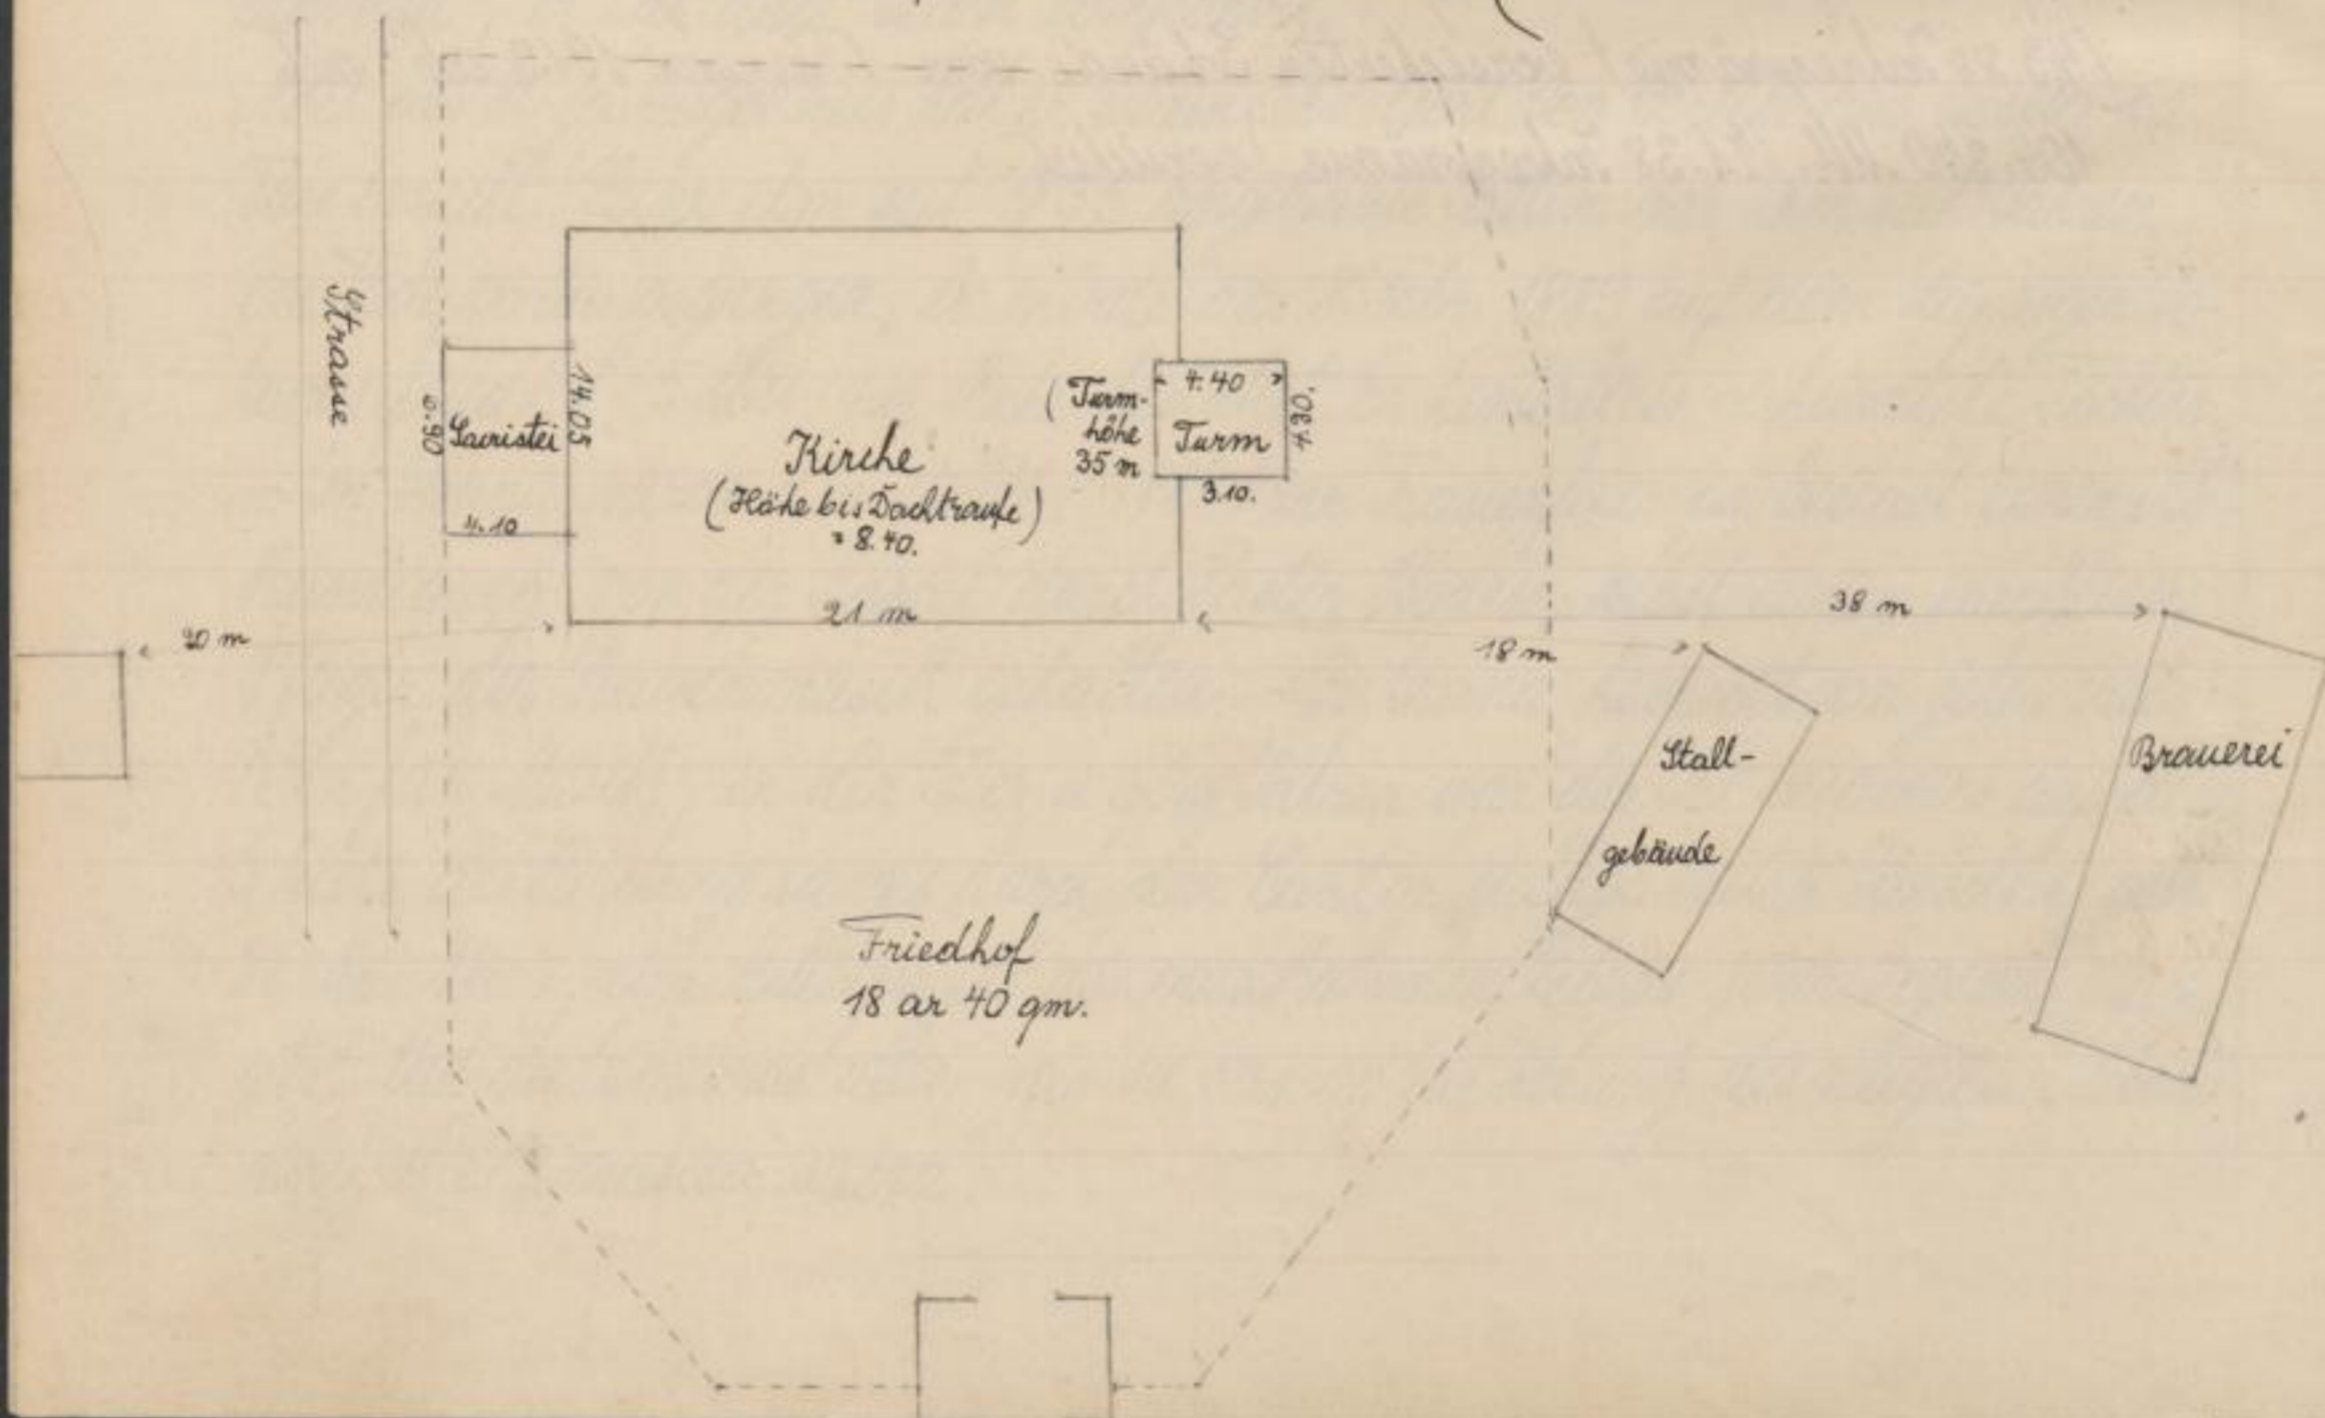 Strasse
6.90
Sacristei
4.10
14.05
Kirche
(Höhe bis Dachtraufe)
= 8.40.
21 m
(Turm-
höhe
35 m
4.40
Turm
4.30.
3.10.
20 m
18 m
38 m
Stall-
gebäude
Brauerei
Friedhof
18 ar 40 qm.